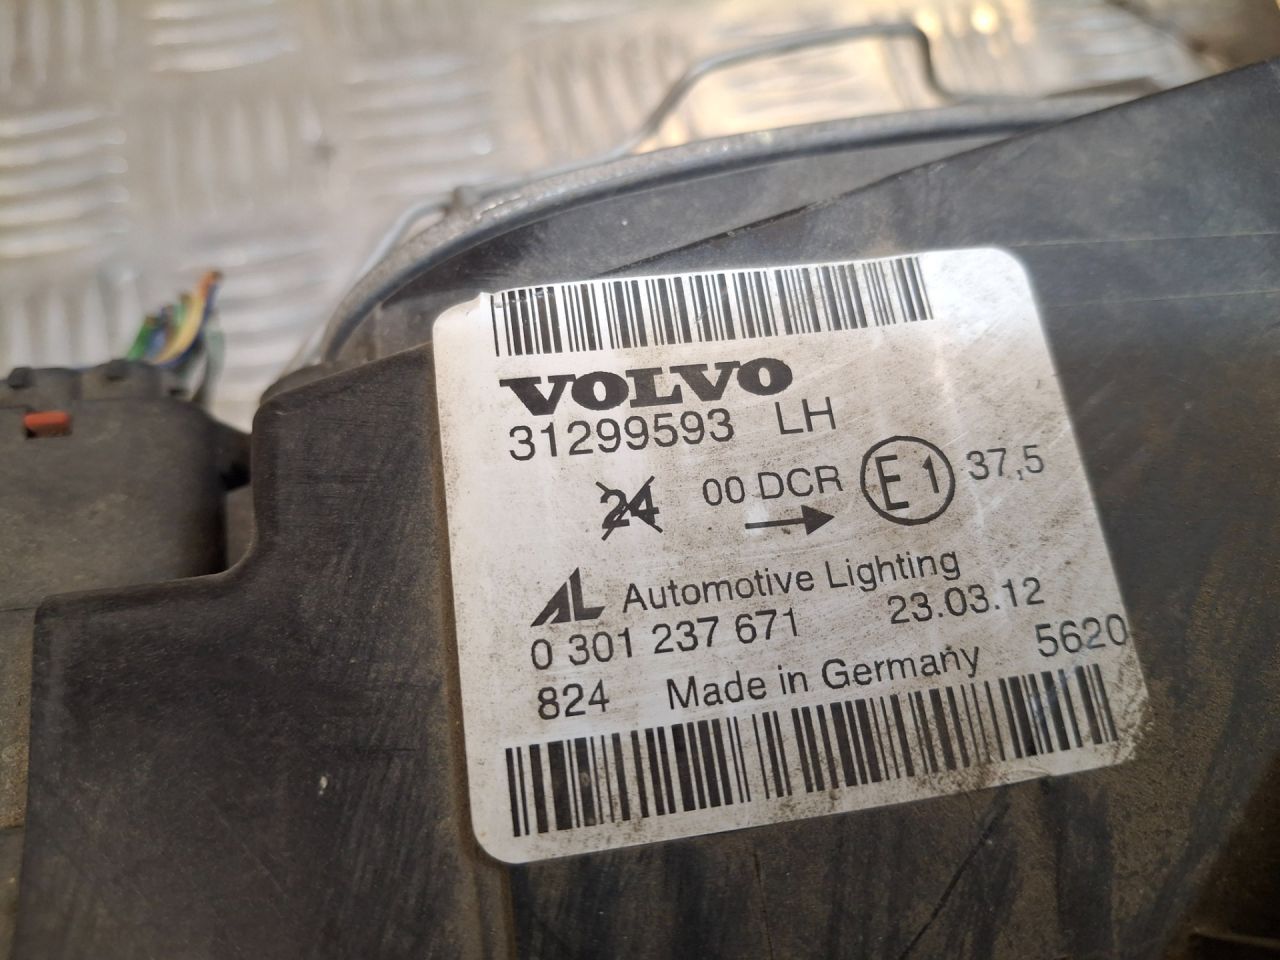 VOLVO
31299593 LH
24 00 DCR E1 37,5
AL Automotive Lighting
0 301 237 671 23.03.12
824 Made in Germany 5620